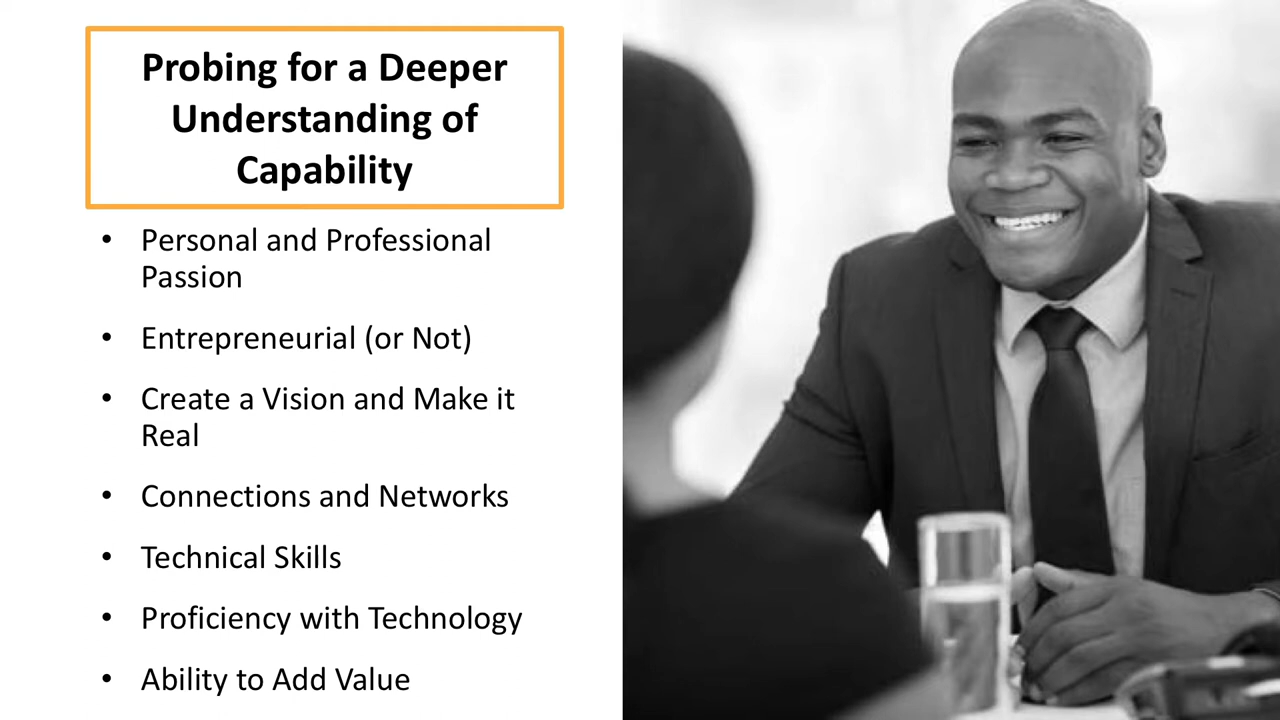 Probing for a Deeper
Understanding of
Capability
• Personal and Professional
Passion
• Entrepreneurial (or Not)
• Create a Vision and Make it
Real
• Connections and Networks
• Technical Skills
• Proficiency with Technology
• Ability to Add Value